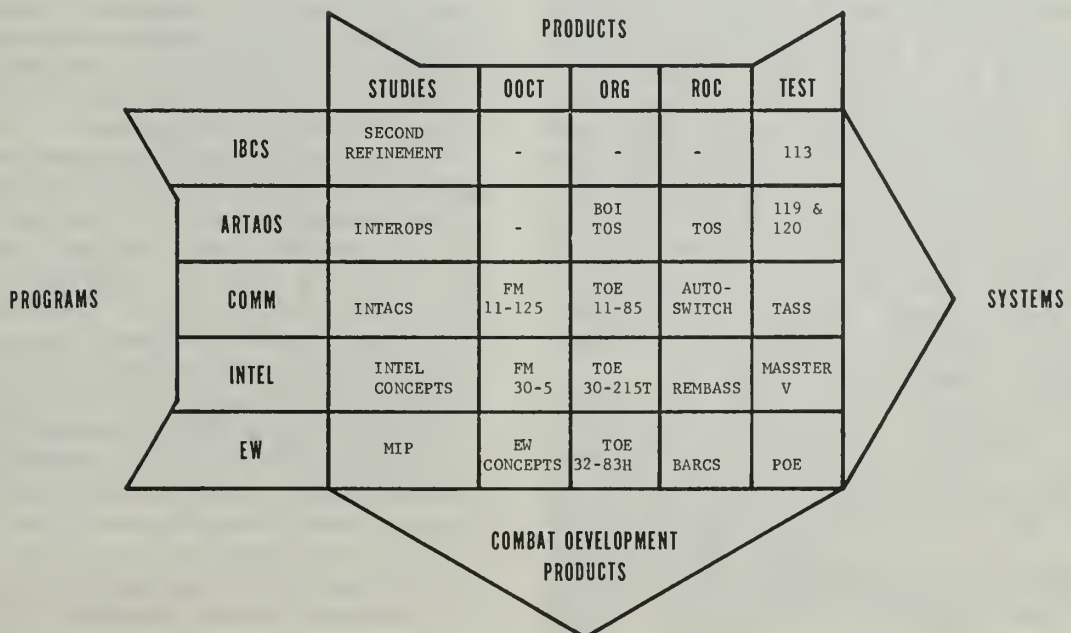 PRODUCTS
STUDIES OOCT ORG ROC TEST
IBCS SECOND REFINEMENT - - - 113
ARTAOS INTEROPS - BOI TOS TOS 119 & 120
PROGRAMS COMM INTACS FM 11-125 TOE 11-85 AUTO-SWITCH TASS SYSTEMS
INTEL INTEL CONCEPTS FM 30-5 TOE 30-215T REMBASS MASSTER V
EW MIP EW CONCEPTS TOE 32-83H BARCS POE
COMBAT OEVELOPMENT
PRODUCTS